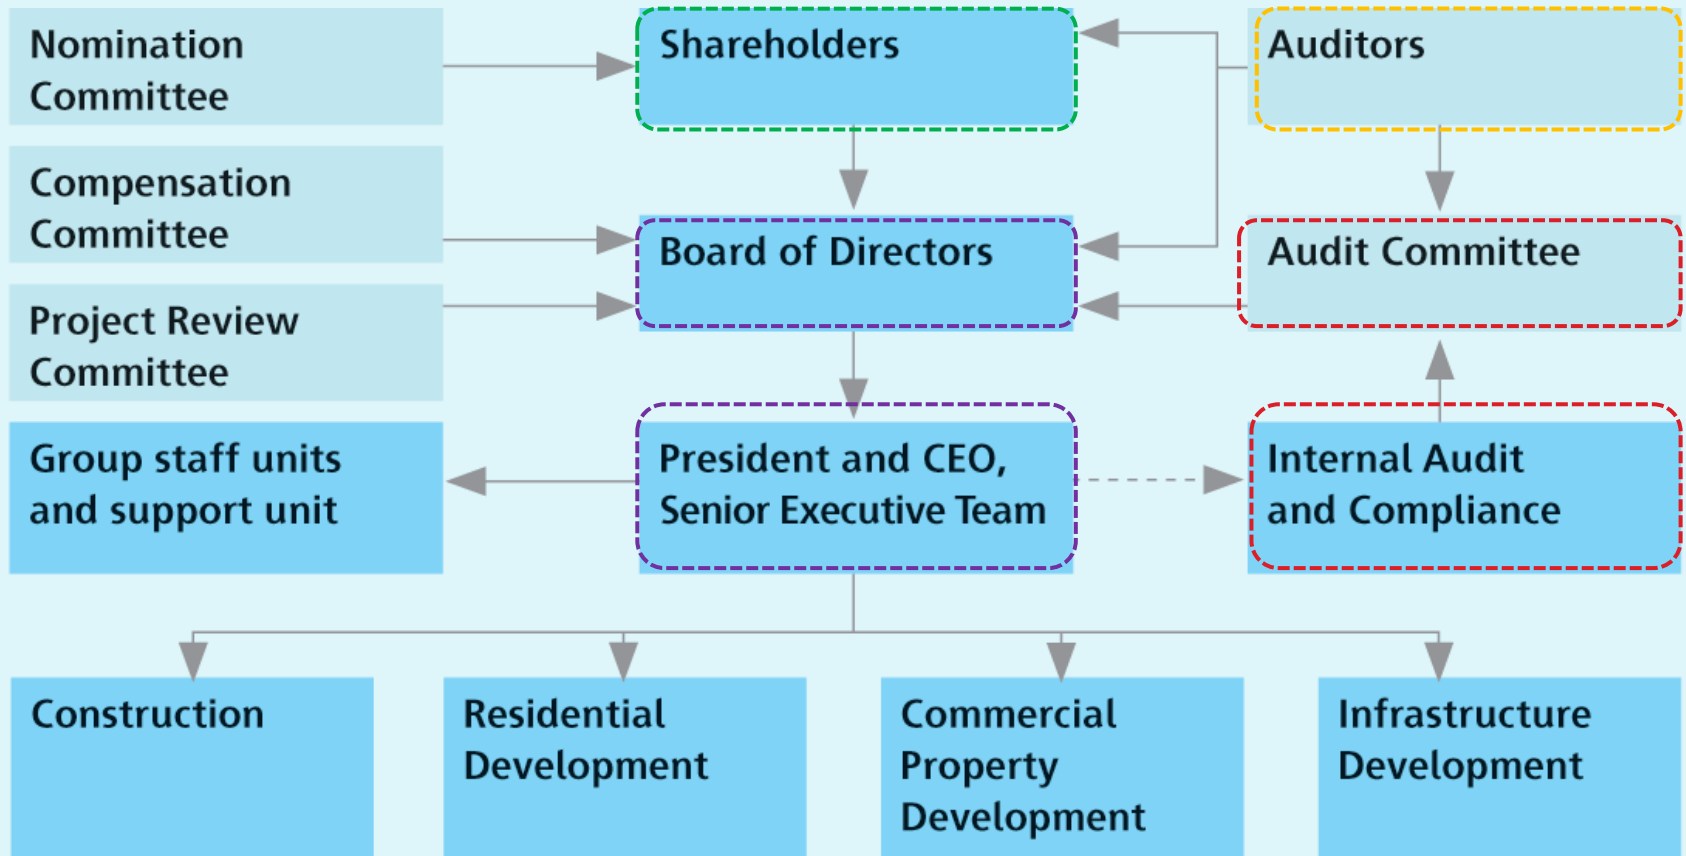 Nomination
Committee
Shareholders
Auditors
Compensation
Committee
Board of Directors
Audit Committee
Project Review
Committee
Group staff units
and support unit
President and CEO,
Senior Executive Team
Internal Audit
and Compliance
Construction
Residential
Development
Commercial
Property
Development
Infrastructure
Development